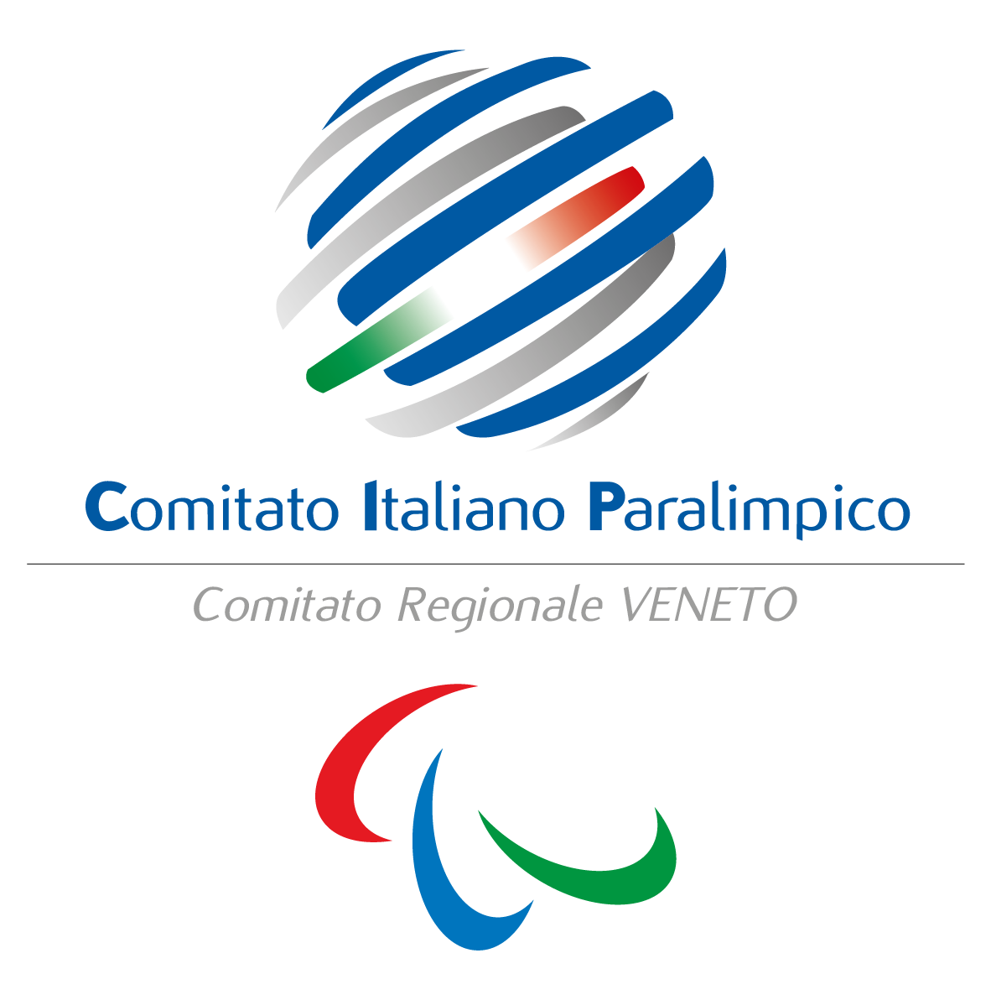 Comitato Italiano Paralimpico
Comitato Regionale VENETO